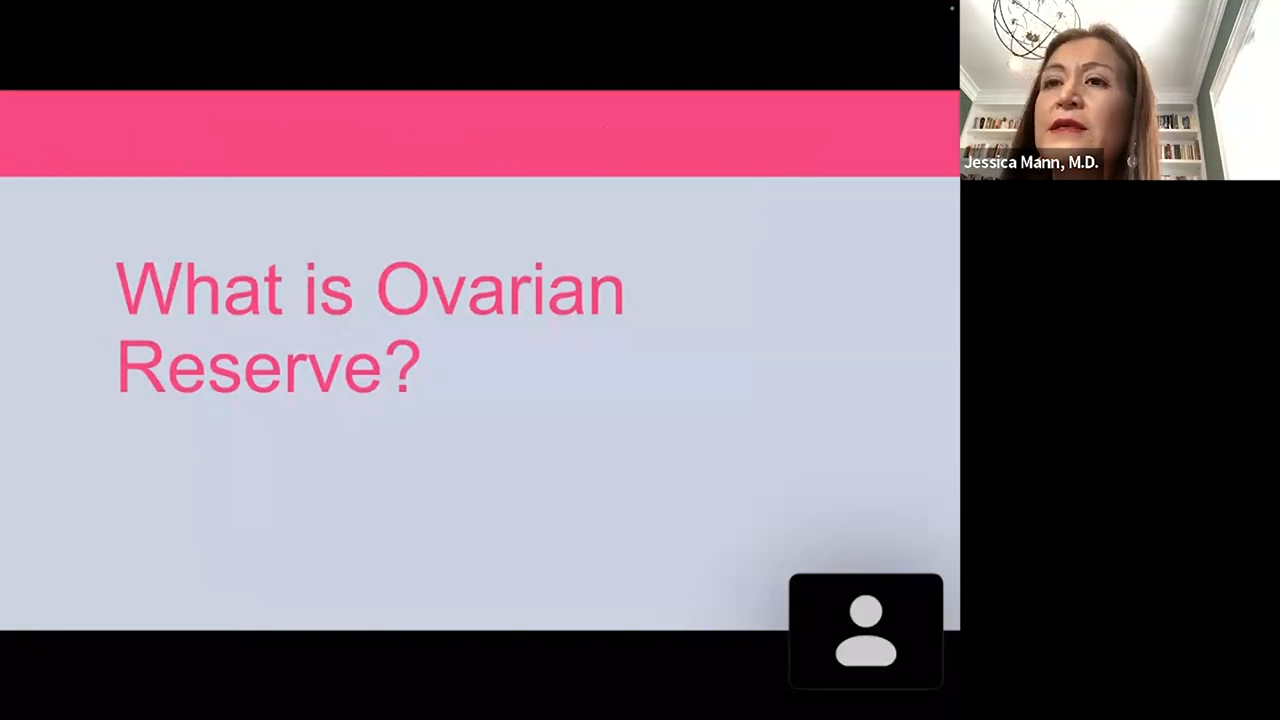 What is Ovarian
Reserve?
Jessica Mann, M.D.